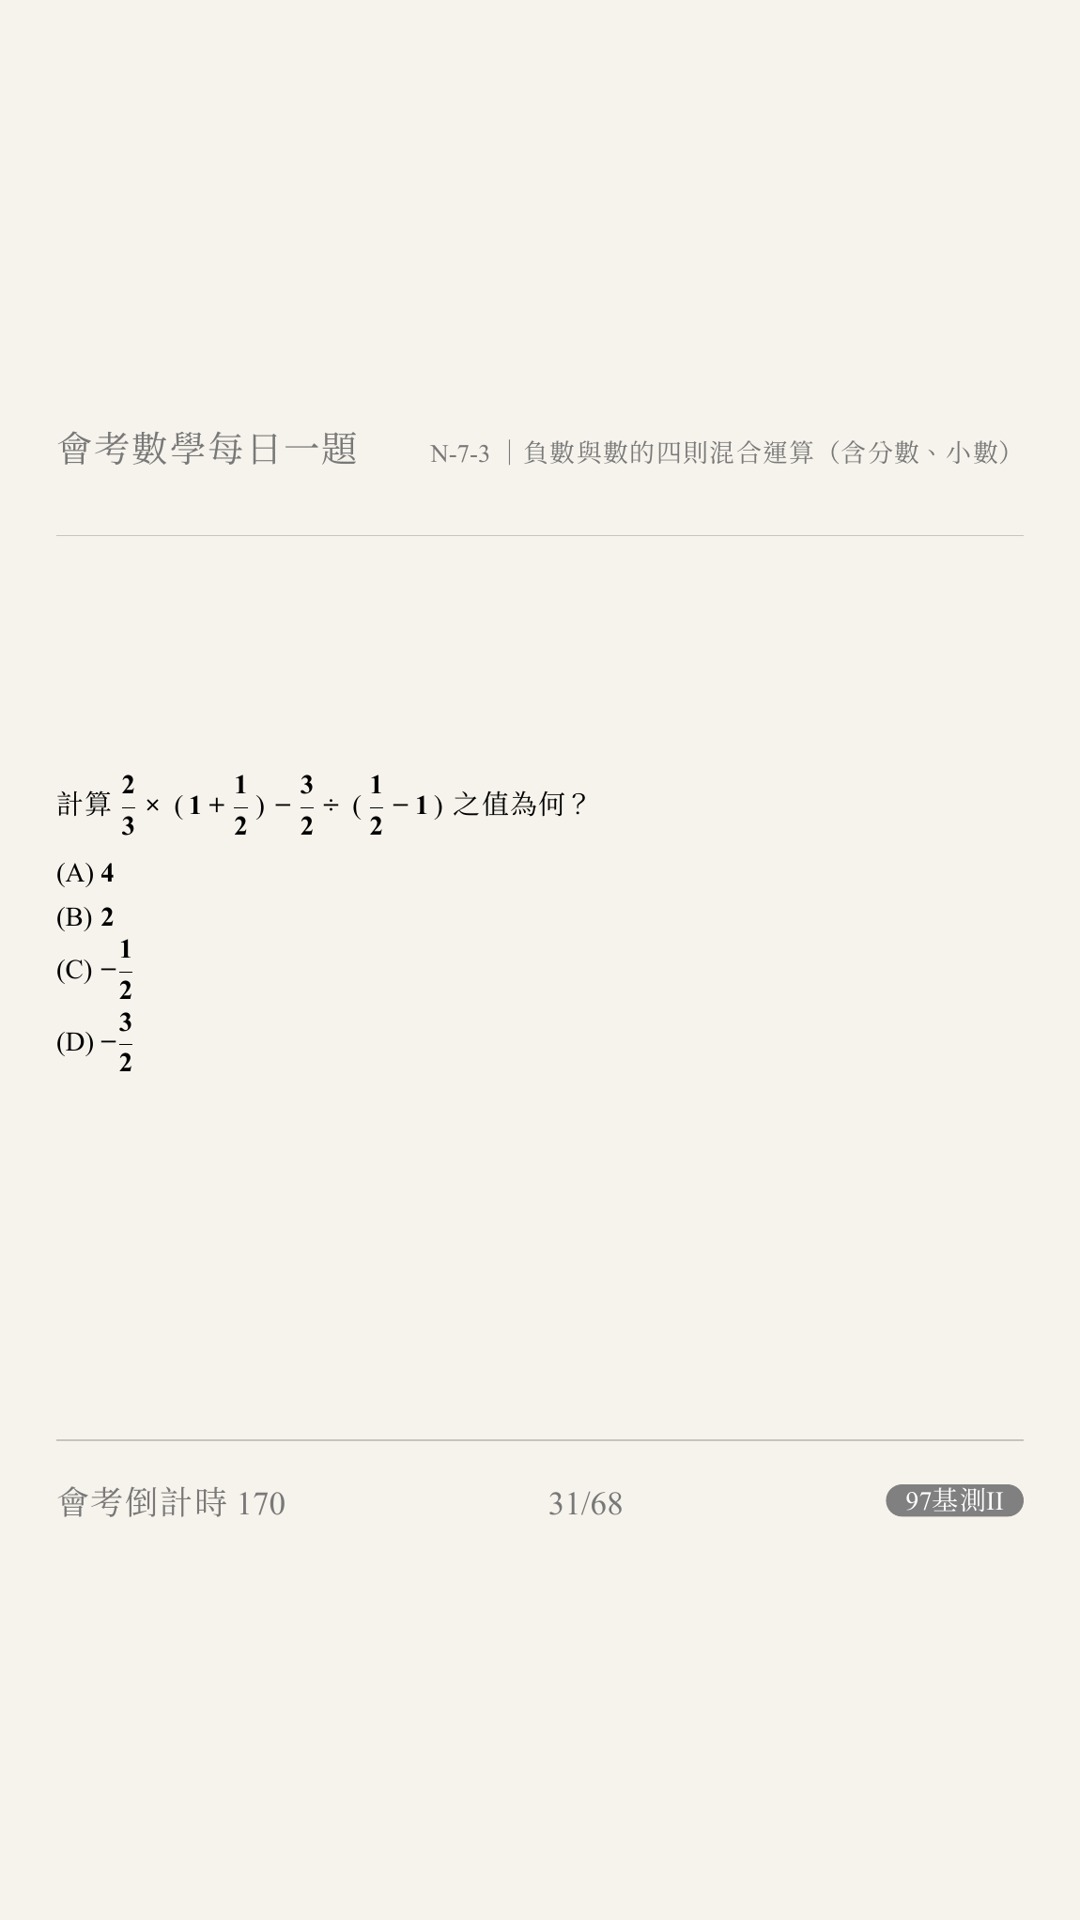 會考數學每日一題 N-7-3｜負數與數的四則混合運算（含分數、小數）
計算 2/3 × (1 + 1/2) − 3/2 ÷ (1/2 − 1) 之值為何？
(A) 4
(B) 2
(C) −1/2
(D) −3/2
會考倒計時 170 31/68 97基測II